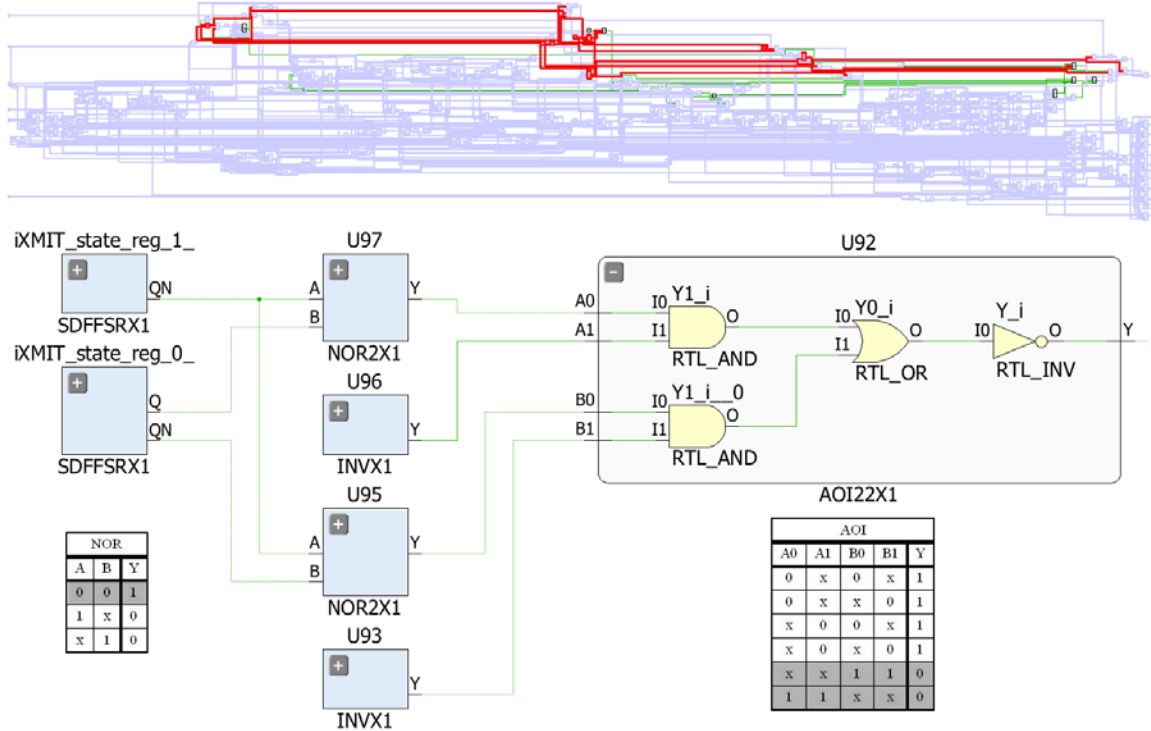 iXMIT_state_reg_1_
QN
SDFFSRX1
iXMIT_state_reg_0_
Q
QN
SDFFSRX1
U97
A
B
Y
NOR2X1
U96
Y
INVX1
U95
A
B
Y
NOR2X1
U93
Y
INVX1
U92
A0
A1
B0
B1
I0
I1
Y1_i
O
RTL_AND
I0
I1
Y1_i__0
O
RTL_AND
I0
I1
Y0_i
O
RTL_OR
I0
Y_i
O
RTL_INV
Y
AOI22X1
NOR
A B Y
0 0 1
1 x 0
x 1 0
AOI
A0 A1 B0 B1 Y
0 x 0 x 1
0 x x 0 1
x 0 0 x 1
x 0 x 0 1
x x 1 1 0
1 1 x x 0